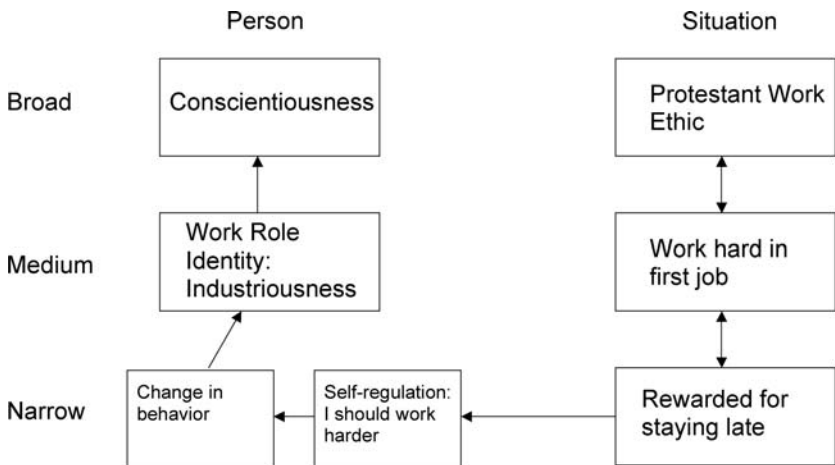 Person
Situation
Broad
Conscientiousness
Protestant Work
Ethic
Medium
Work Role
Identity:
Industriousness
Work hard in
first job
Narrow
Change in
behavior
Self-regulation:
I should work
harder
Rewarded for
staying late